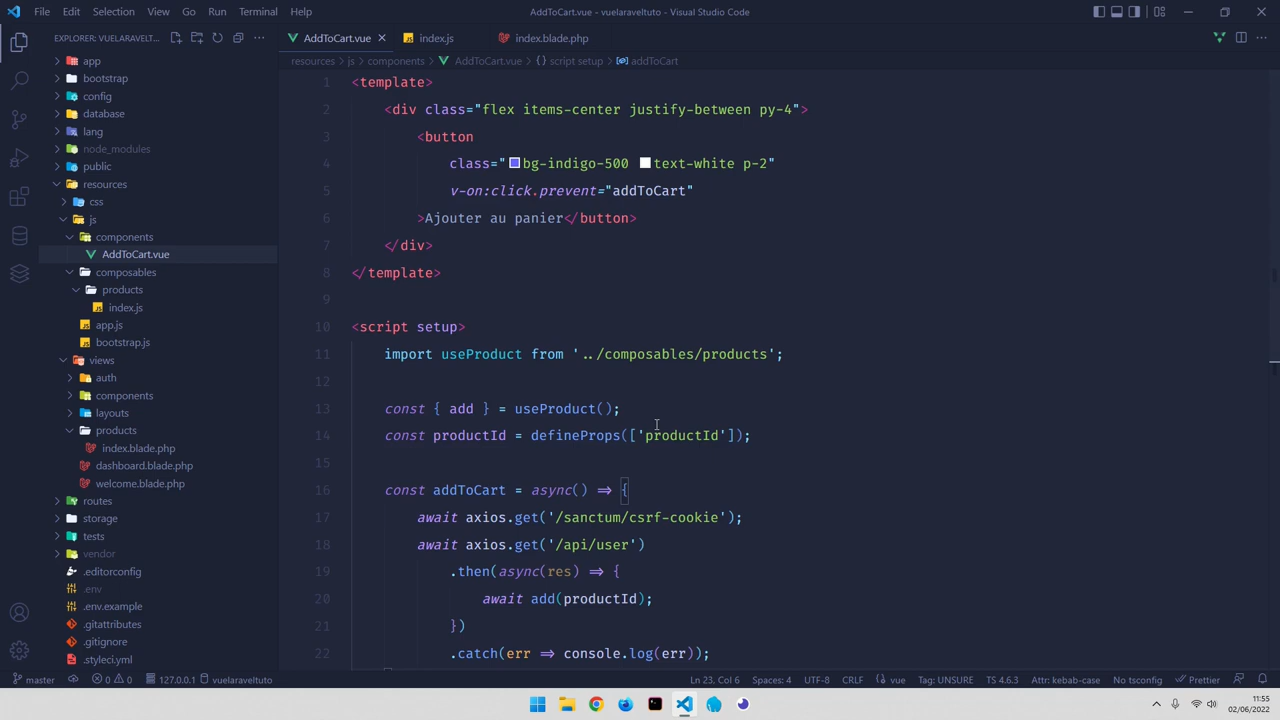 File Edit Selection View Go Run Terminal Help AddToCart.vue - vuelaraveltuto - Visual Studio Code
EXPLORER: VUELARAVELT...
AddToCart.vue index.js index.blade.php
resources > js > components > AddToCart.vue > {} script setup > addToCart
app
bootstrap
config
database
lang
node_modules
public
resources
css
js
components
AddToCart.vue
composables
products
index.js
app.js
bootstrap.js
views
auth
components
layouts
products
index.blade.php
dashboard.blade.php
welcome.blade.php
routes
storage
tests
vendor
.editorconfig
.env
.env.example
.gitattributes
.gitignore
.styleci.yml
1 <template>
2 <div class="flex items-center justify-between py-4">
3 <button
4 class="bg-indigo-500 text-white p-2"
5 v-on:click.prevent="addToCart"
6 >Ajouter au panier</button>
7 </div>
8 </template>
9
10 <script setup>
11 import useProduct from '../composables/products';
12
13 const { add } = useProduct();
14 const productId = defineProps(['productId']);
15
16 const addToCart = async() => {
17 await axios.get('/sanctum/csrf-cookie');
18 await axios.get('/api/user')
19 .then(async(res) => {
20 await add(productId);
21 })
22 .catch(err => console.log(err));
master 0 0 127.0.0.1 vuelaraveltuto Ln 23, Col 6 Spaces: 4 UTF-8 CRLF {} vue Tag: UNSURE TS 4.6.3 Attr: kebab-case No tsconfig Prettier
11:55
02/06/2022